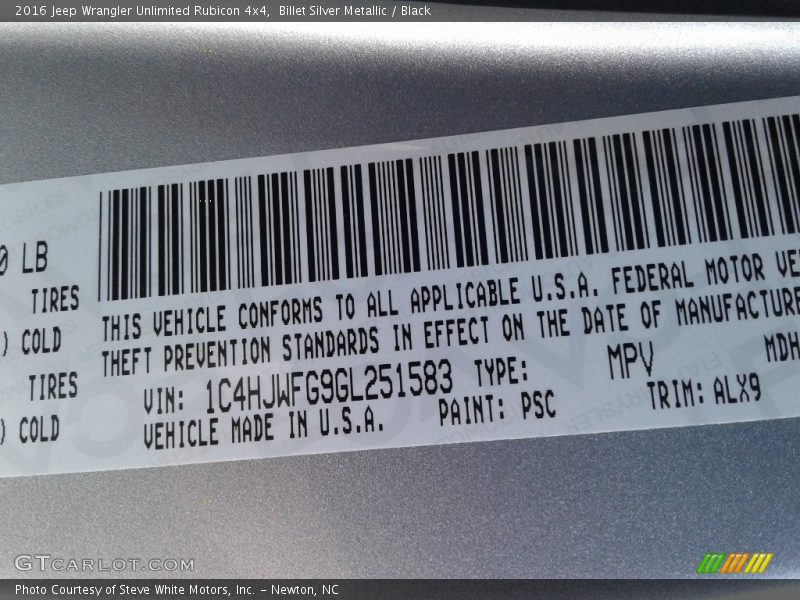 2016 Jeep Wrangler Unlimited Rubicon 4x4, Billet Silver Metallic / Black
0 LB
TIRES
) COLD
TIRES
) COLD
THIS VEHICLE CONFORMS TO ALL APPLICABLE U.S.A. FEDERAL MOTOR VE
THEFT PREVENTION STANDARDS IN EFFECT ON THE DATE OF MANUFACTURE
VIN: 1C4HJWFG9GL251583 TYPE: MPV MDH
VEHICLE MADE IN U.S.A. PAINT: PSC TRIM: ALX9
GTCARLOT.COM
Photo Courtesy of Steve White Motors, Inc. – Newton, NC